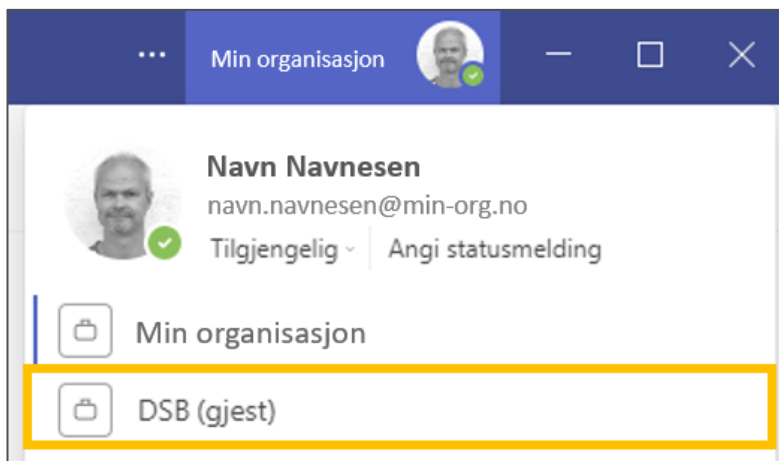 ... Min organisasjon
Navn Navnesen
navn.navnesen@min-org.no
Tilgjengelig Angi statusmelding
Min organisasjon
DSB (gjest)